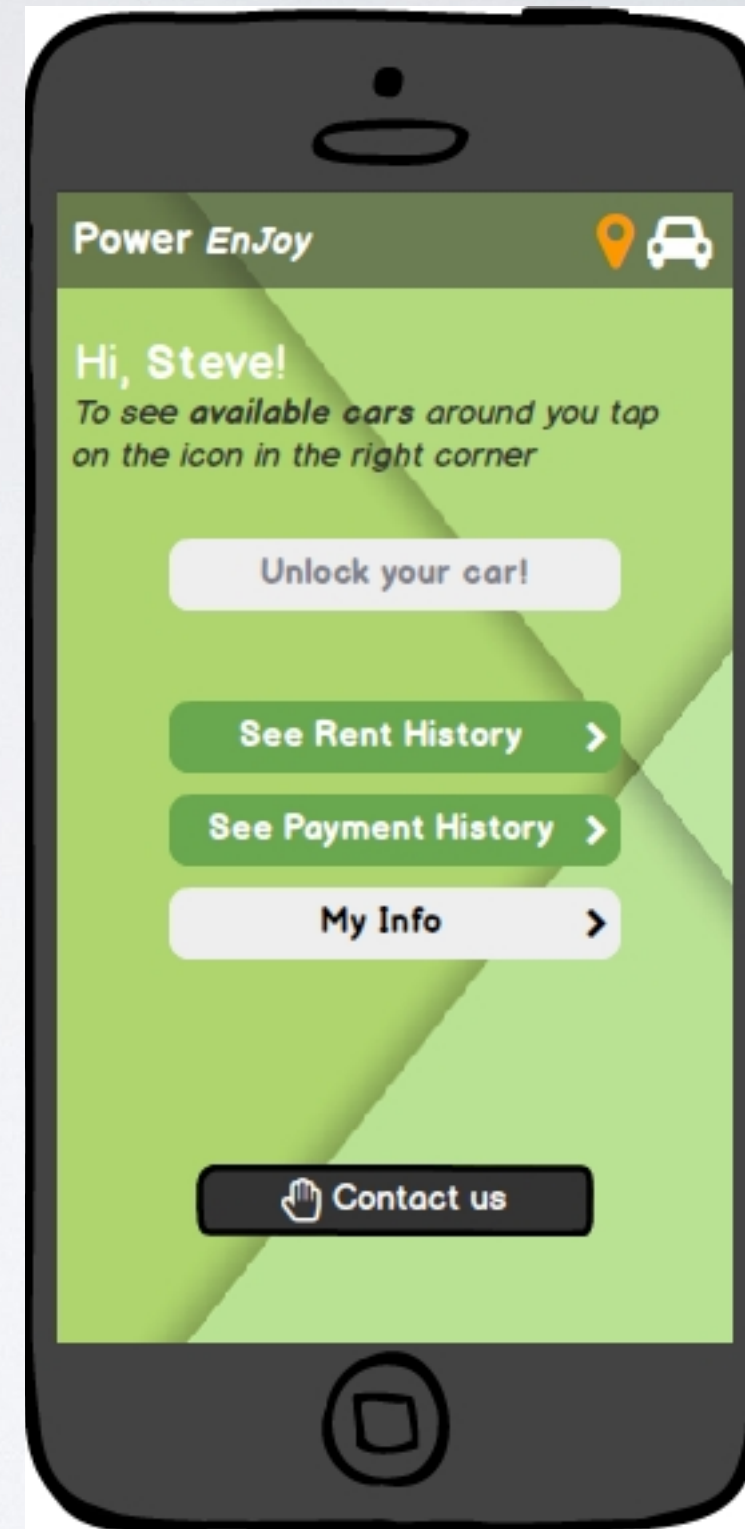 Power EnJoy
Hi, Steve!
To see available cars around you tap
on the icon in the right corner
Unlock your car!
See Rent History
See Payment History
My Info
Contact us